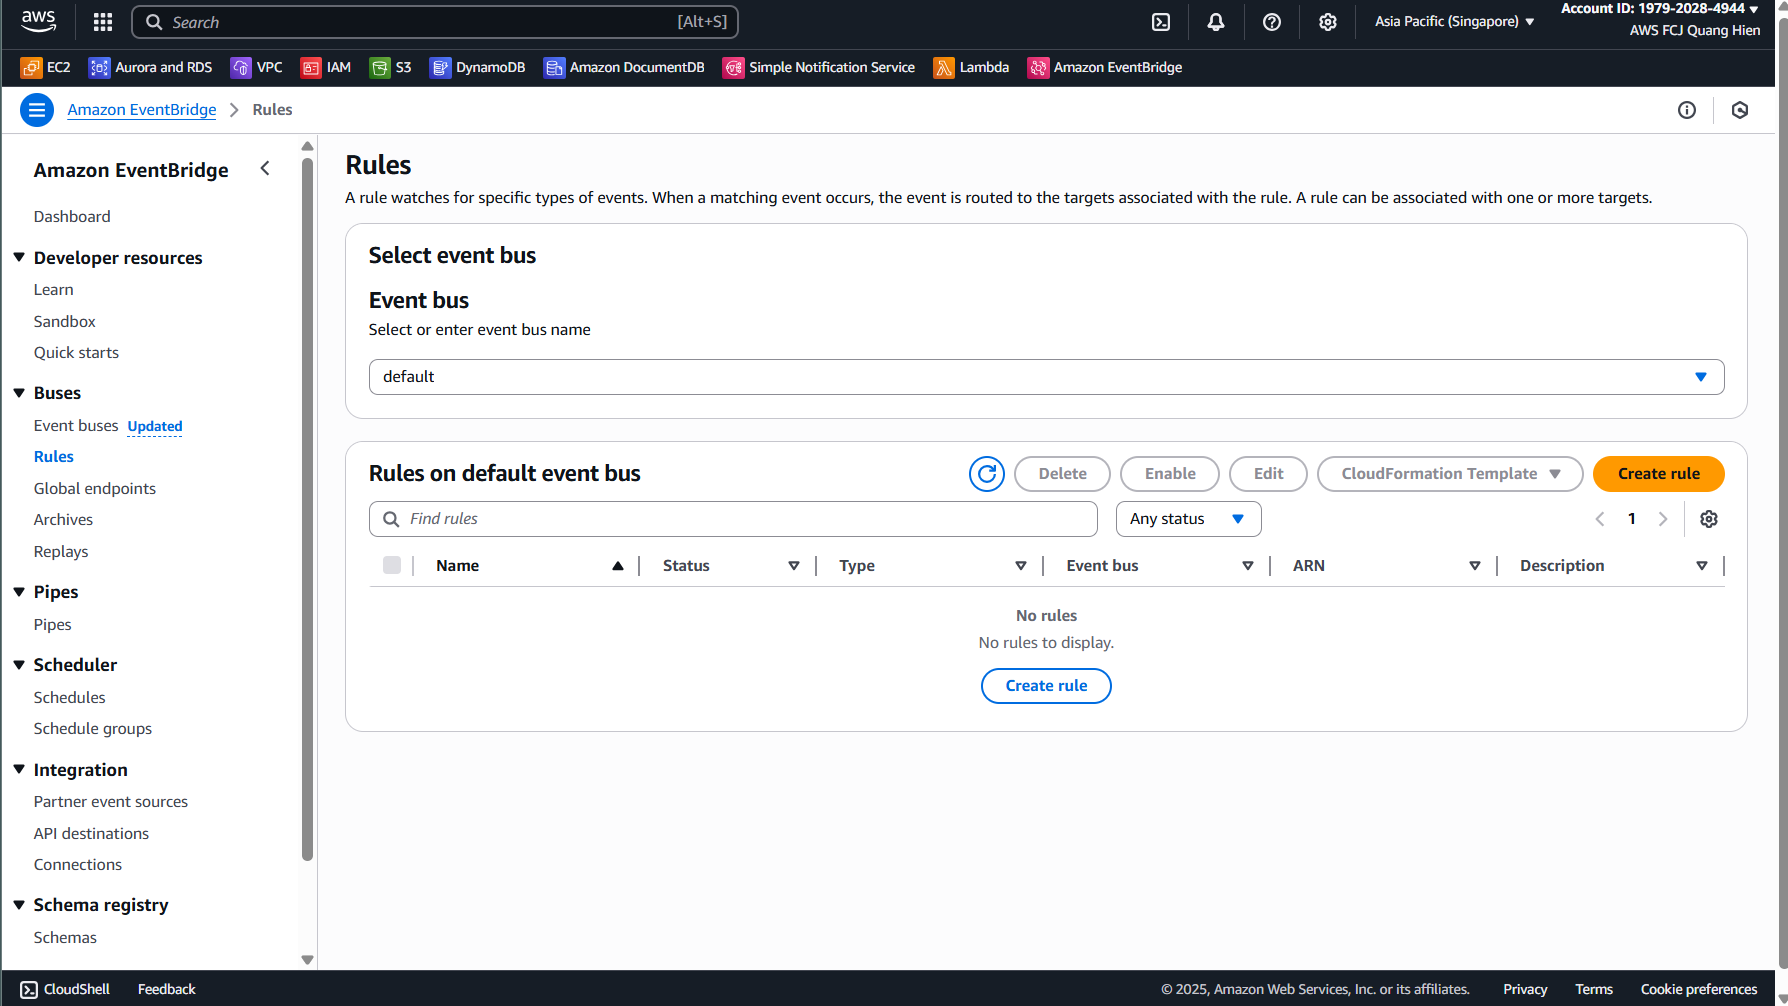 aws
Search
[Alt+S]
Asia Pacific (Singapore)
Account ID: 1979-2028-4944
AWS FCJ Quang Hien
EC2
Aurora and RDS
VPC
IAM
S3
DynamoDB
Amazon DocumentDB
Simple Notification Service
Lambda
Amazon EventBridge
Amazon EventBridge
Rules
Amazon EventBridge
Dashboard
Developer resources
Learn
Sandbox
Quick starts
Buses
Event buses Updated
Rules
Global endpoints
Archives
Replays
Pipes
Pipes
Scheduler
Schedules
Schedule groups
Integration
Partner event sources
API destinations
Connections
Schema registry
Schemas
Rules
A rule watches for specific types of events. When a matching event occurs, the event is routed to the targets associated with the rule. A rule can be associated with one or more targets.
Select event bus
Event bus
Select or enter event bus name
default
Rules on default event bus
Delete
Enable
Edit
CloudFormation Template
Create rule
Find rules
Any status
1
Name
Status
Type
Event bus
ARN
Description
No rules
No rules to display.
Create rule
CloudShell
Feedback
© 2025, Amazon Web Services, Inc. or its affiliates.
Privacy
Terms
Cookie preferences